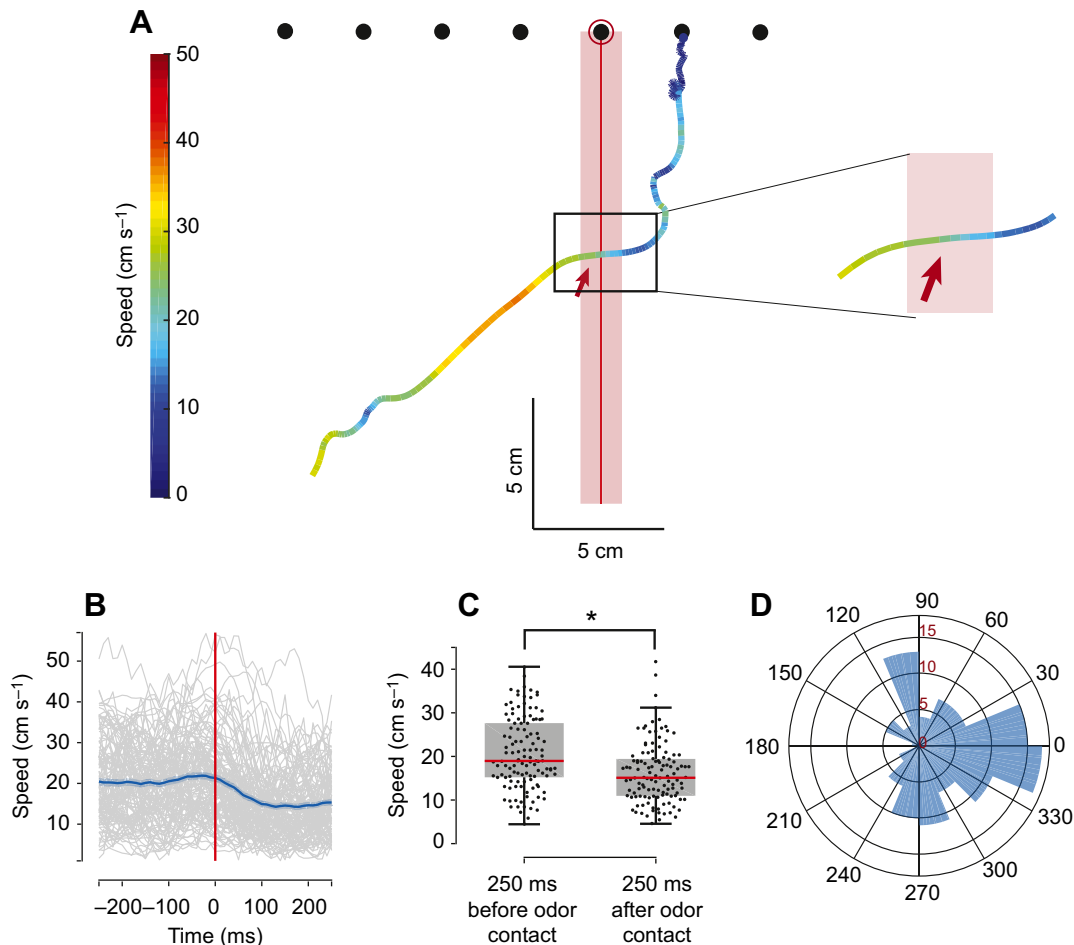 A
50
40
30
20
10
0
Speed (cm s⁻¹)
5 cm
5 cm
B
50
40
30
20
10
Speed (cm s⁻¹)
–200 –100 0 100 200
Time (ms)
C
*
40
30
20
10
0
Speed (cm s⁻¹)
250 ms
before odor
contact
250 ms
after odor
contact
D
90
120 60
15
10
150 30
5
180 0 0
210 330
240 300
270